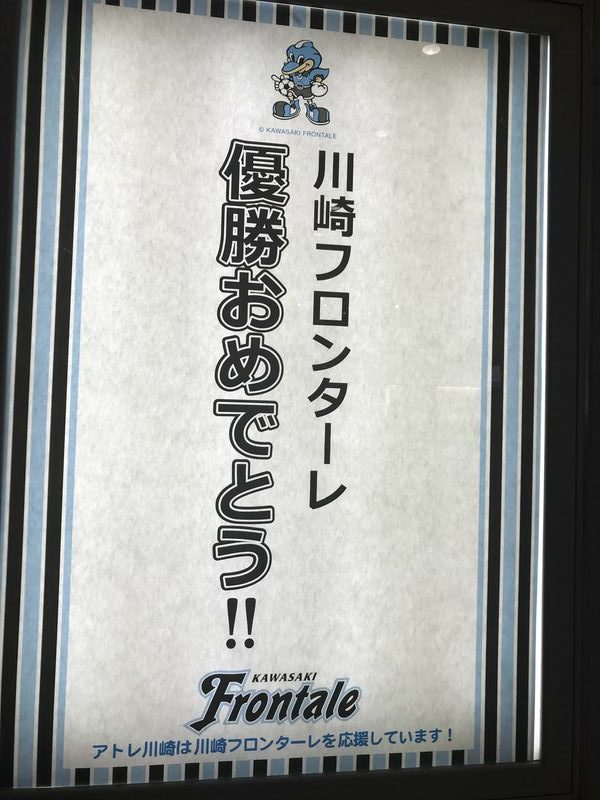 © KAWASAKI FRONTALE
川崎フロンターレ
優勝おめでとう!!
KAWASAKI
Frontale
アトレ川崎は川崎フロンターレを応援しています！